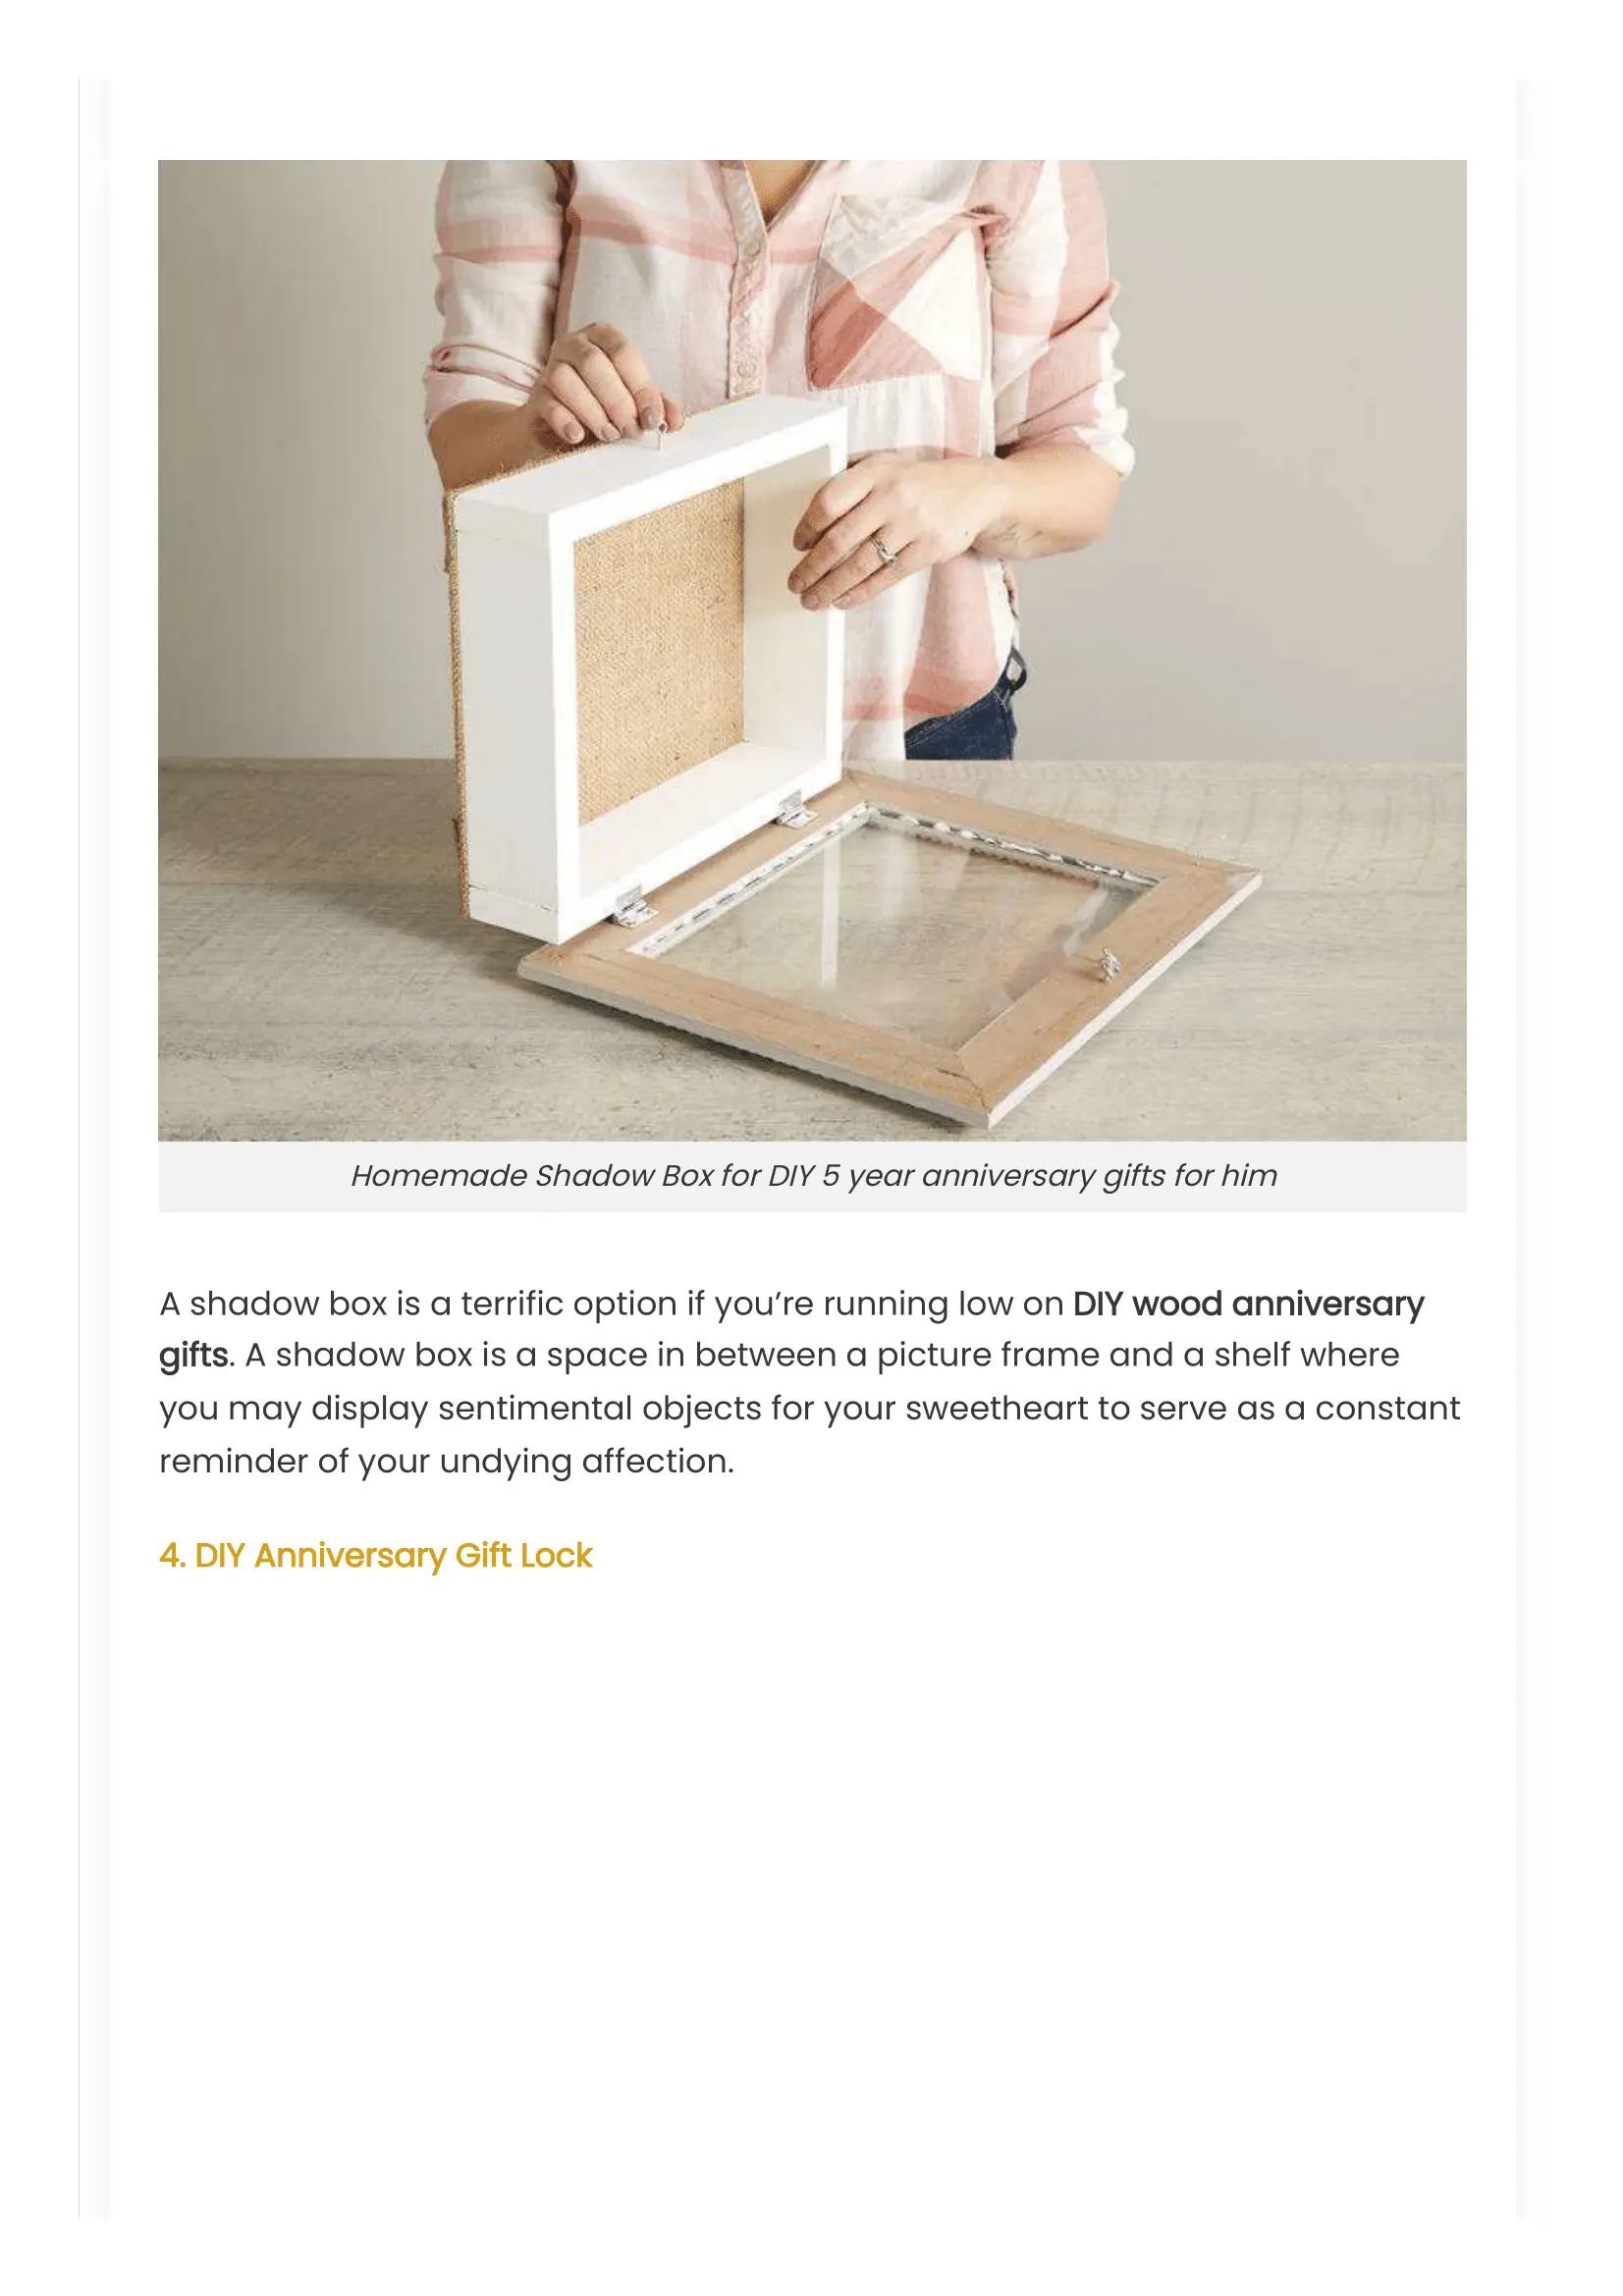 Homemade Shadow Box for DIY 5 year anniversary gifts for him
A shadow box is a terrific option if you’re running low on DIY wood anniversary
gifts. A shadow box is a space in between a picture frame and a shelf where
you may display sentimental objects for your sweetheart to serve as a constant
reminder of your undying affection.
4. DIY Anniversary Gift Lock